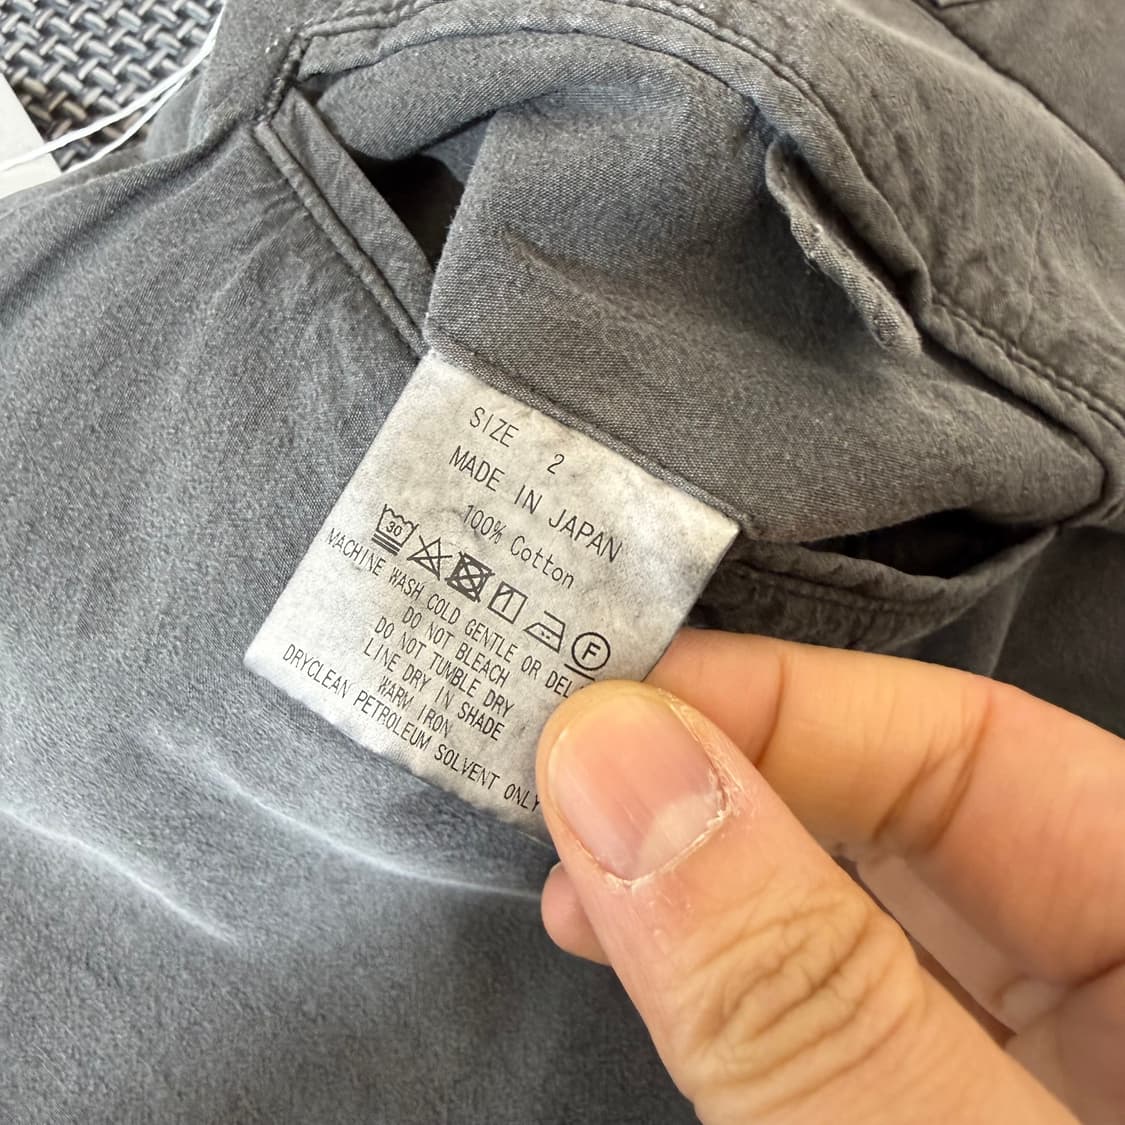 SIZE 2
MADE IN JAPAN
100% Cotton
30 F
MACHINE WASH COLD GENTLE OR
DO NOT BLEACH
DO NOT TUMBLE DRY
LINE DRY IN SHADE
WARM IRON
DRYCLEAN PETROLEUM SOLVENT ONLY